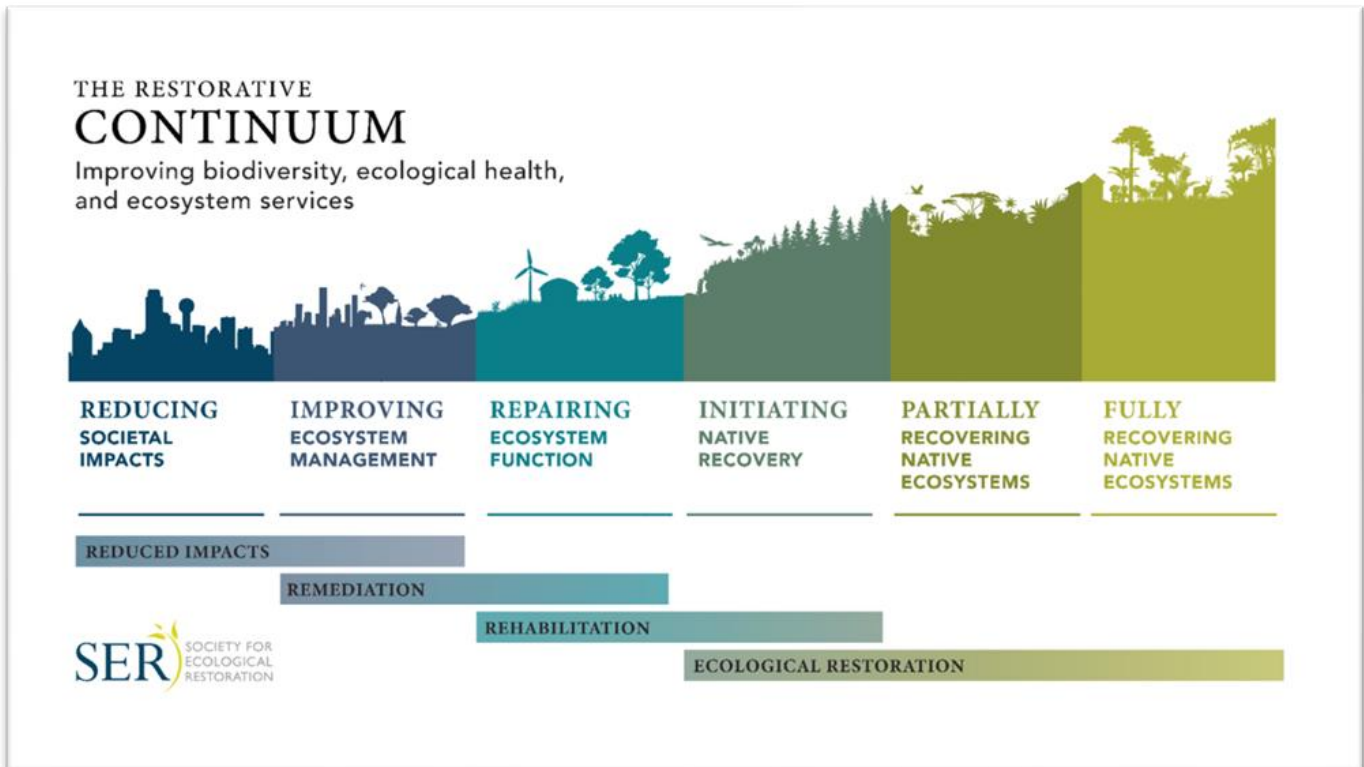 THE RESTORATIVE
CONTINUUM
Improving biodiversity, ecological health,
and ecosystem services
REDUCING
SOCIETAL
IMPACTS
IMPROVING
ECOSYSTEM
MANAGEMENT
REPAIRING
ECOSYSTEM
FUNCTION
INITIATING
NATIVE
RECOVERY
PARTIALLY
RECOVERING
NATIVE
ECOSYSTEMS
FULLY
RECOVERING
NATIVE
ECOSYSTEMS
REDUCED IMPACTS
REMEDIATION
REHABILITATION
ECOLOGICAL RESTORATION
SER
SOCIETY FOR
ECOLOGICAL
RESTORATION